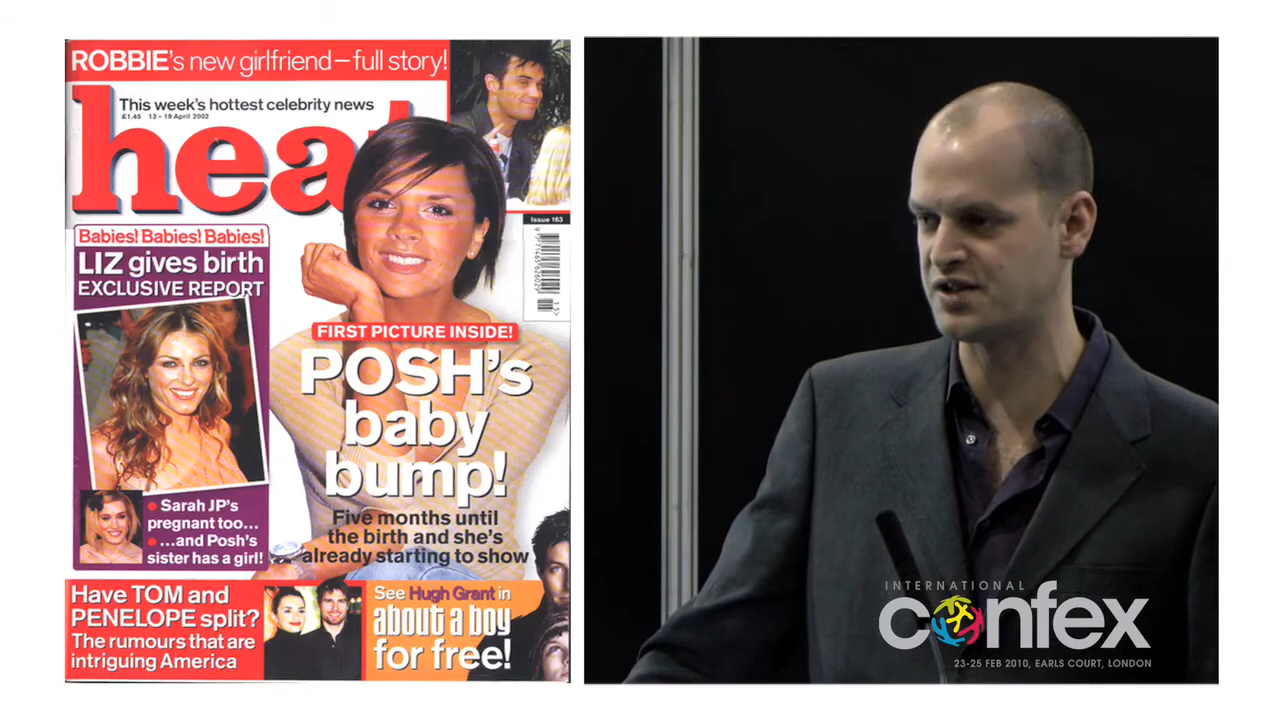 ROBBIE's new girlfriend – full story!
This week's hottest celebrity news
£1.45 13 - 19 April 2002
heat
Issue 163
Babies! Babies! Babies!
LIZ gives birth
EXCLUSIVE REPORT
Sarah JP's
pregnant too...
...and Posh's
sister has a girl!
FIRST PICTURE INSIDE!
POSH's
baby
bump!
Five months until
the birth and she's
already starting to show
Have TOM and
PENELOPE split?
The rumours that are
intriguing America
See Hugh Grant in
about a boy
for free!
INTERNATIONAL
confex
23-25 FEB 2010, EARLS COURT, LONDON